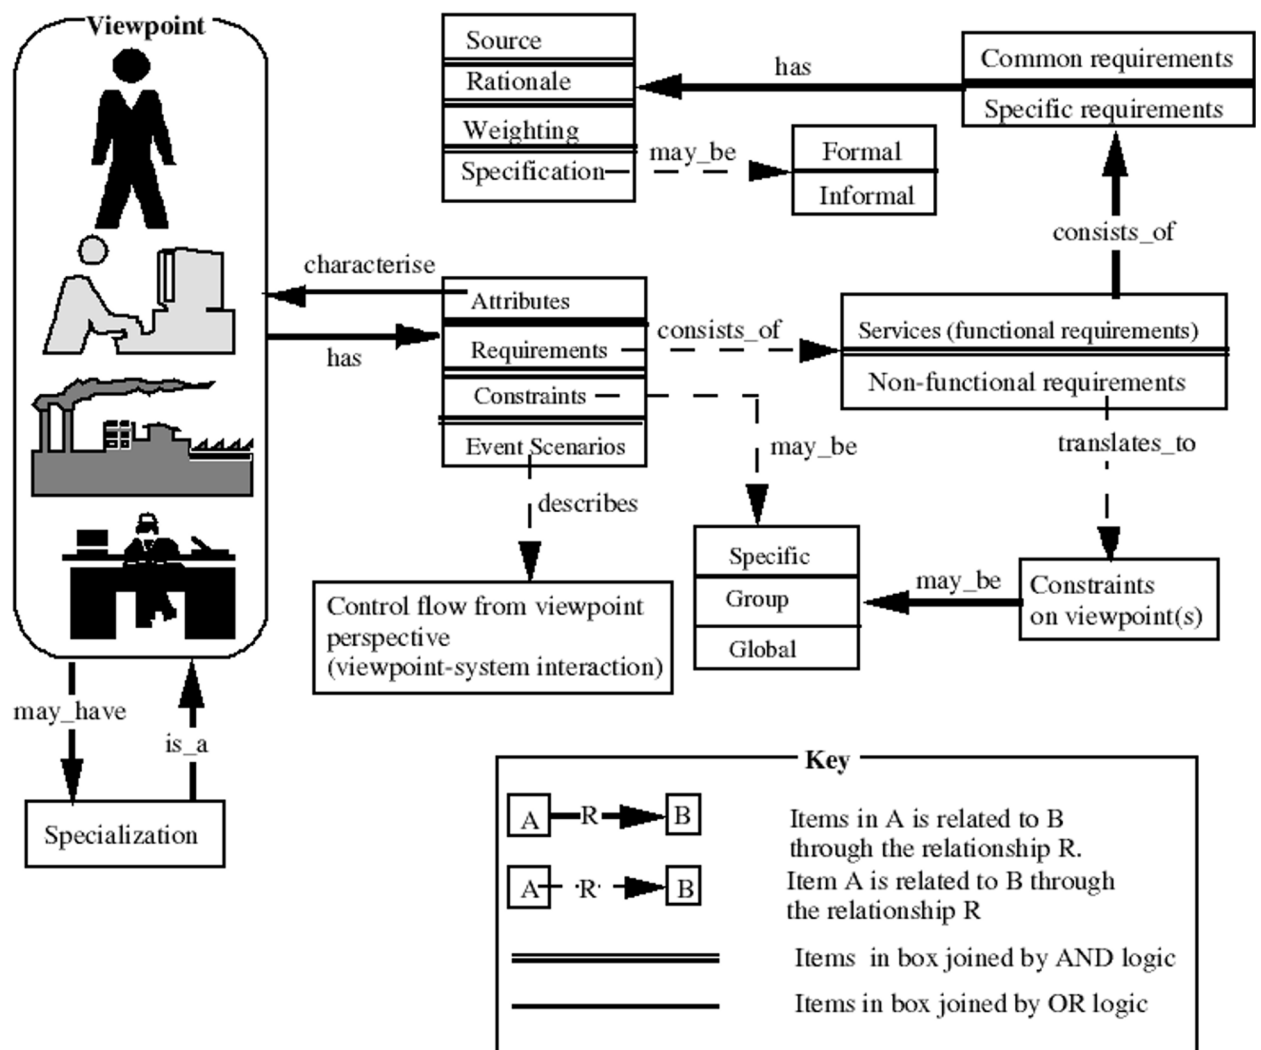 Viewpoint
Source
Rationale
Weighting
Specification
has
Common requirements
Specific requirements
may_be
Formal
Informal
consists_of
characterise
has
Attributes
Requirements
Constraints
Event Scenarios
consists_of
Services (functional requirements)
Non-functional requirements
may_be
translates_to
describes
Control flow from viewpoint
perspective
(viewpoint-system interaction)
Specific
Group
Global
may_be
Constraints
on viewpoint(s)
may_have
is_a
Specialization
Key
A R B
Items in A is related to B
through the relationship R.
A R B
Item A is related to B through
the relationship R
Items in box joined by AND logic
Items in box joined by OR logic